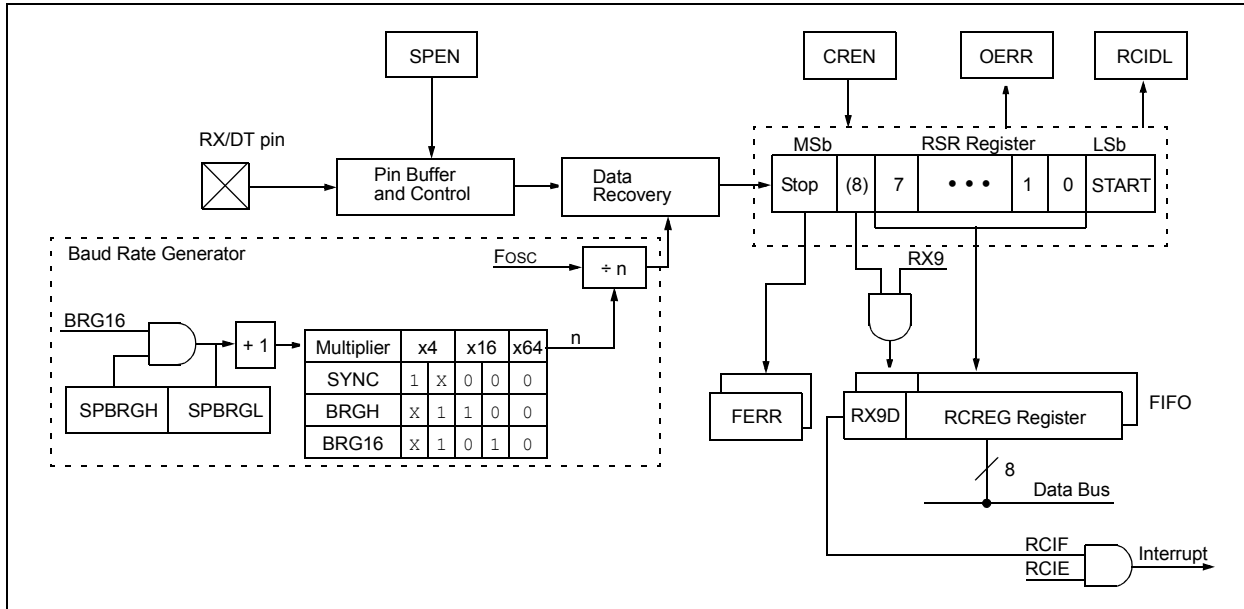 SPEN
CREN
OERR
RCIDL
RX/DT pin
Pin Buffer
and Control
Data
Recovery
MSb
RSR Register
LSb
Stop
(8)
7
• • •
1
0
START
Baud Rate Generator
FOSC
÷ n
RX9
BRG16
+ 1
n
Multiplier x4 x16 x64
SYNC 1 X 0 0 0
BRGH X 1 1 0 0
BRG16 X 1 0 1 0
SPBRGH
SPBRGL
FERR
RX9D
RCREG Register
FIFO
8
Data Bus
RCIF
RCIE
Interrupt